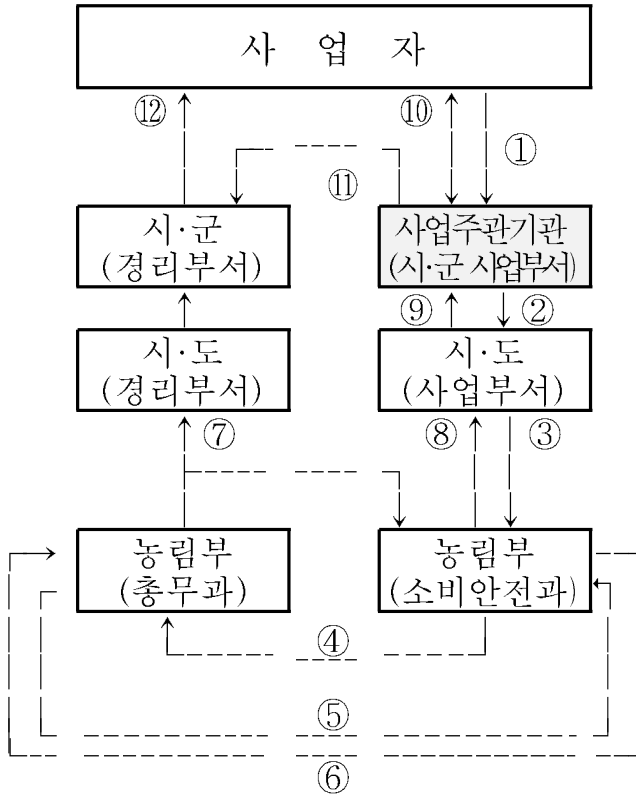 사 업 자
⑫
⑩
①
⑪
시·군
(경리부서)
사업주관기관
(시·군 사업부서)
⑨
②
시·도
(경리부서)
시·도
(사업부서)
⑦
⑧
③
농림부
(총무과)
농림부
(소비안전과)
④
⑤
⑥